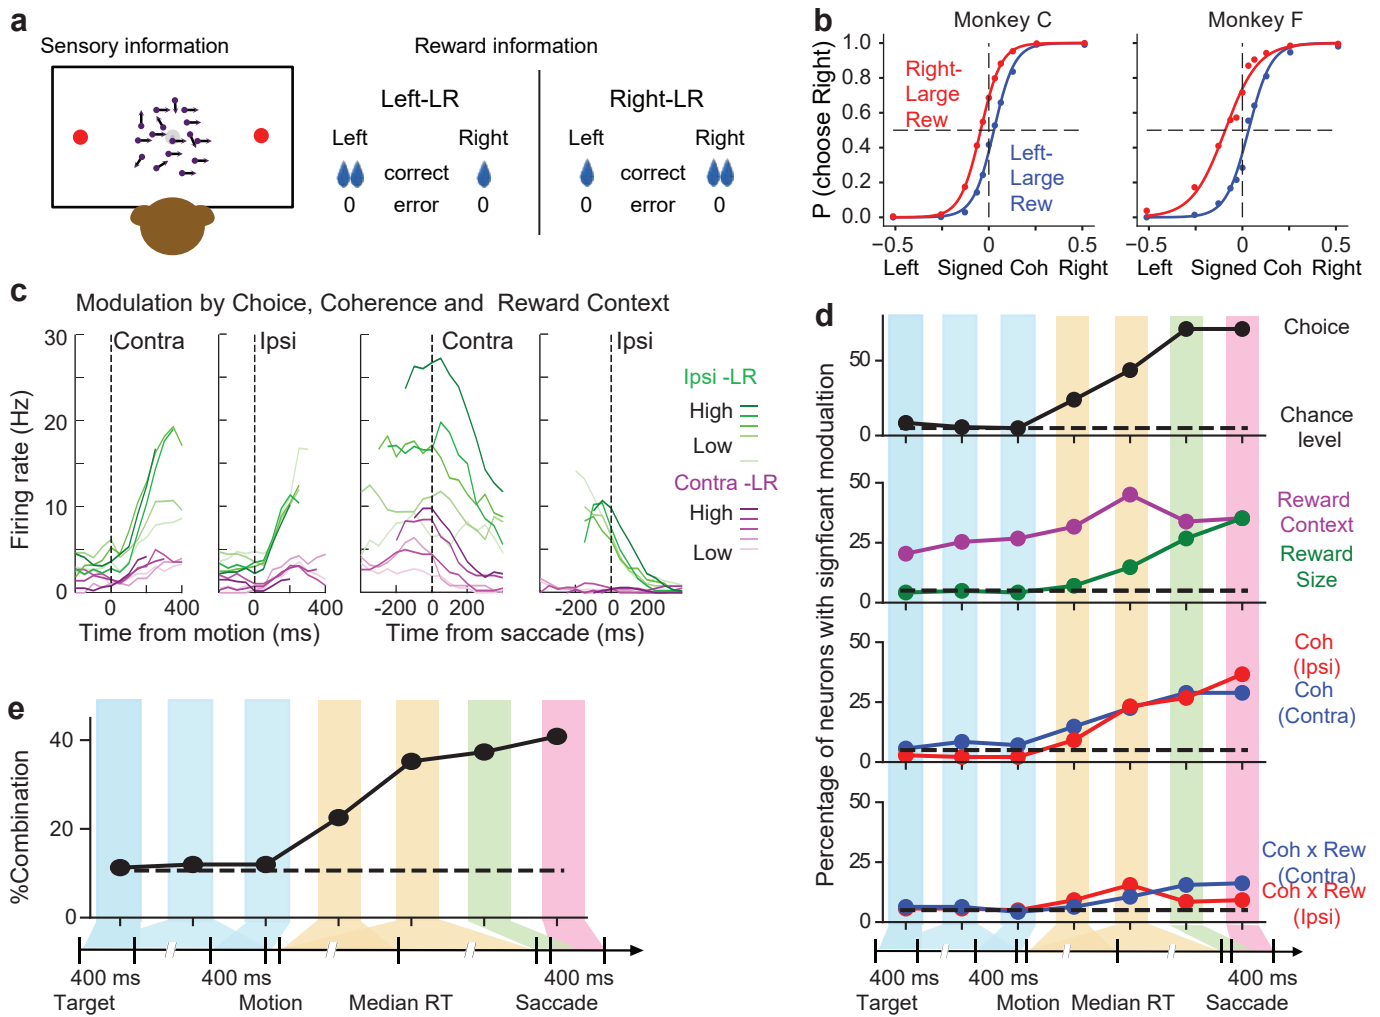 a
Sensory information
Reward information
Left-LR
Right-LR
Left
Right
Left
Right
correct
correct
0
error
0
0
error
0
b
Monkey C
Monkey F
P (choose Right)
1.0
0.8
0.6
0.4
0.2
0.0
Right-
Large
Rew
Left-
Large
Rew
−0.5
0
0.5
−0.5
0
0.5
Left
Signed Coh
Right
Left
Signed Coh
Right
c
Modulation by Choice, Coherence and Reward Context
Firing rate (Hz)
30
20
10
0
Contra
Ipsi
Contra
Ipsi
Ipsi -LR
High
Low
Contra -LR
High
Low
0
400
0
400
-200
0
200
-200
0
200
Time from motion (ms)
Time from saccade (ms)
d
Percentage of neurons with signficant modualtion
50
0
Choice
Chance
level
50
25
0
Reward
Context
Reward
Size
50
25
0
Coh
(Ipsi)
Coh
(Contra)
50
25
0
Coh x Rew
(Contra)
Coh x Rew
(Ipsi)
400 ms
400 ms
400 ms
Target
Motion
Median RT
Saccade
e
%Combination
40
20
0
400 ms
400 ms
400 ms
Target
Motion
Median RT
Saccade